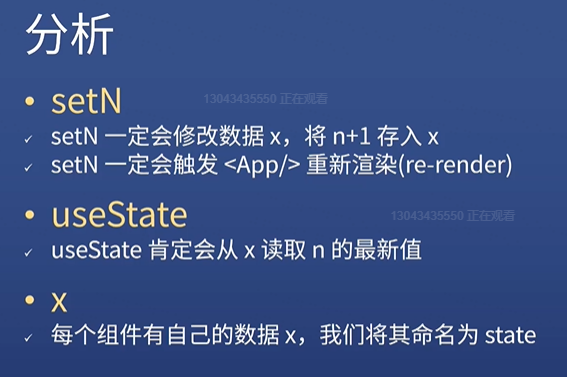 分析
• setN
13043435550 正在观看
✓ setN 一定会修改数据 x，将 n+1 存入 x
✓ setN 一定会触发 <App/> 重新渲染(re-render)
• useState
13043435550 正在观看
✓ useState 肯定会从 x 读取 n 的最新值
• x
✓ 每个组件有自己的数据 x，我们将其命名为 state